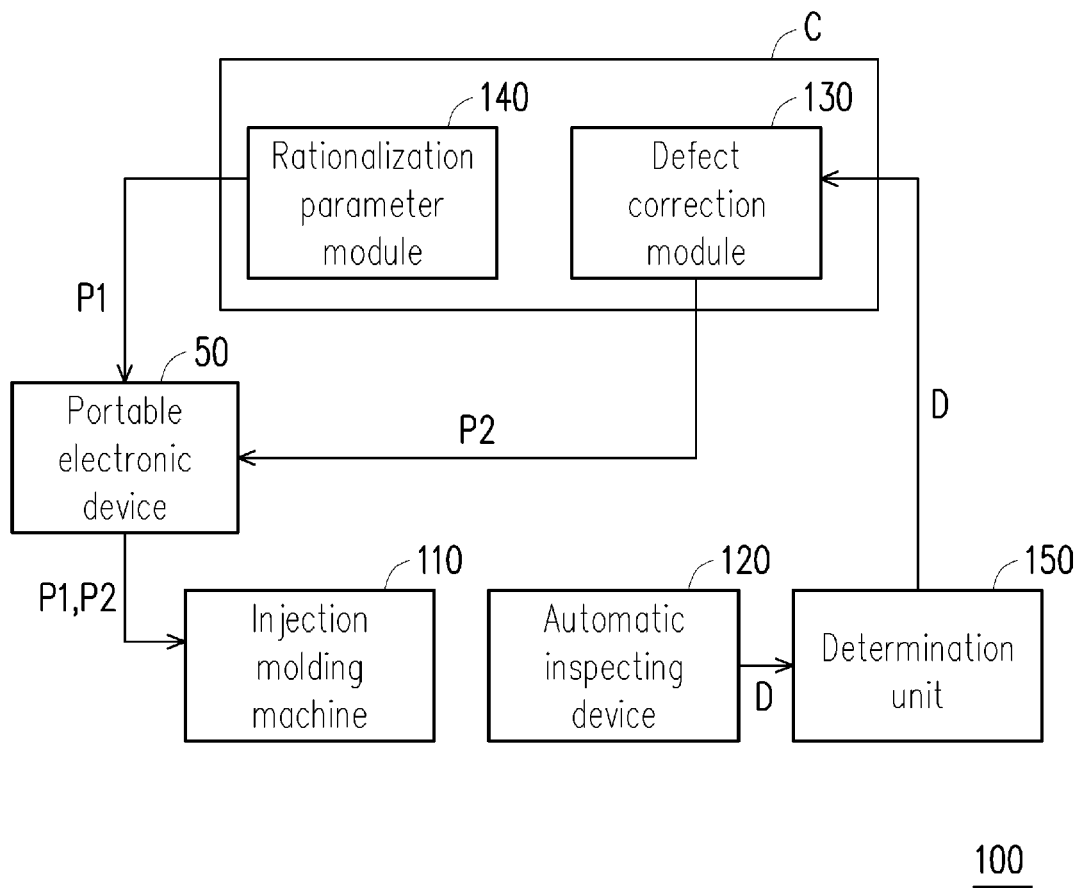 C
140
130
Rationalization
parameter
module
Defect
correction
module
P1
50
Portable
electronic
device
P2
D
P1,P2
110
120
150
Injection
molding
machine
Automatic
inspecting
device
D
Determination
unit
100